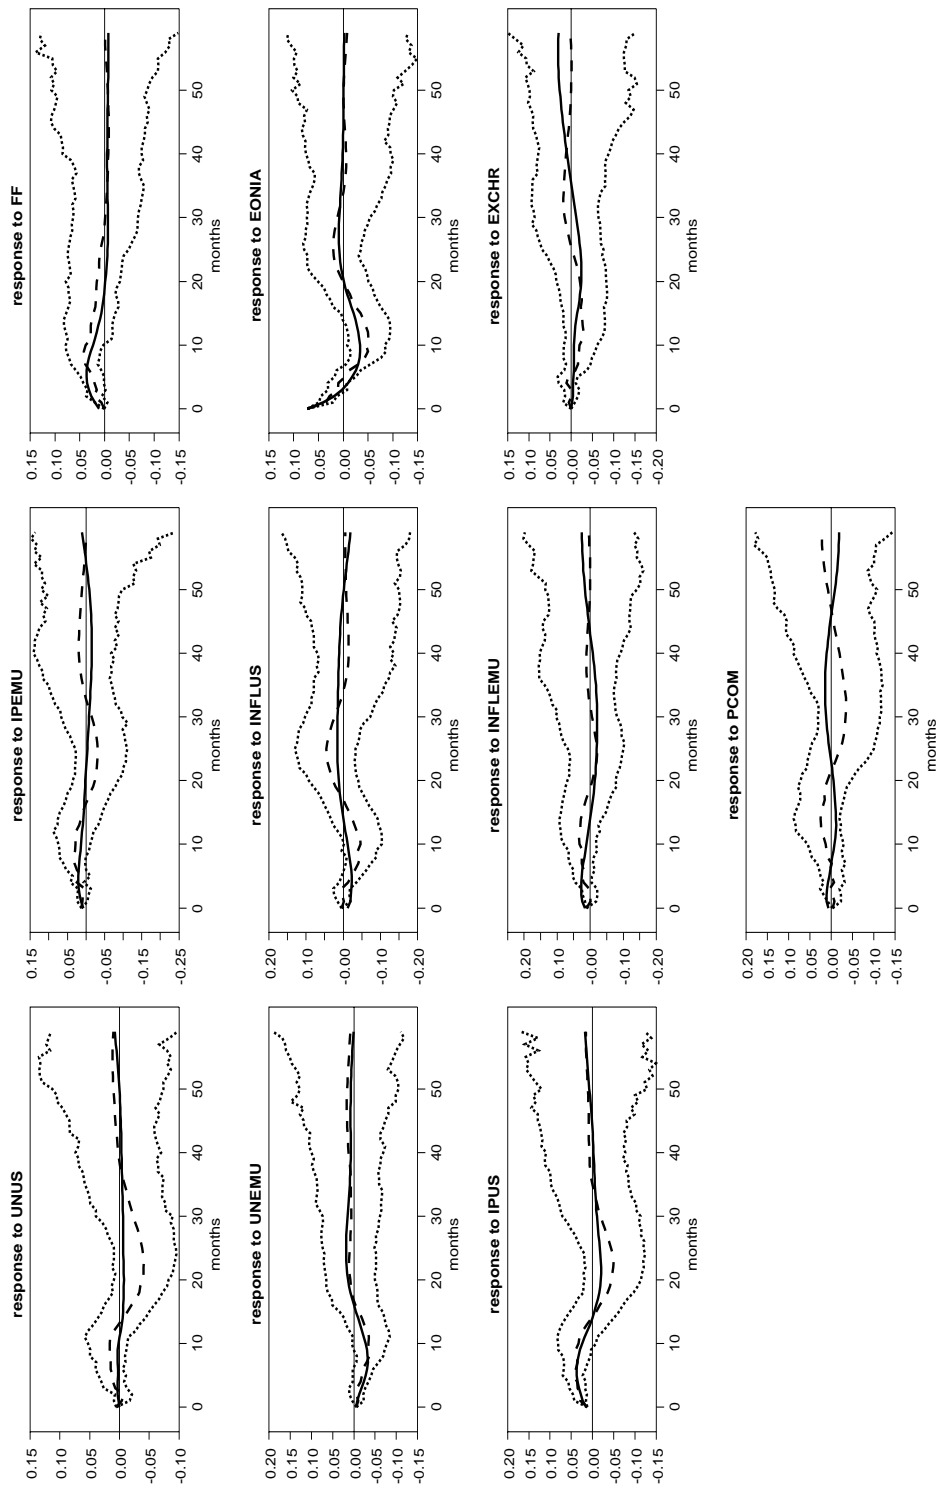 response to UNUS
0.15
0.10
0.05
0.00
-0.05
-0.10
0 10 20 30 40 50
months
response to IPEMU
0.15
0.05
-0.05
-0.15
-0.25
0 10 20 30 40 50
months
response to FF
0.15
0.10
0.05
0.00
-0.05
-0.10
-0.15
0 10 20 30 40 50
months
response to UNEMU
0.20
0.15
0.10
0.05
0.00
-0.05
-0.10
-0.15
0 10 20 30 40 50
months
response to INFLUS
0.20
0.10
-0.00
-0.10
-0.20
0 10 20 30 40 50
months
response to EONIA
0.15
0.10
0.05
0.00
-0.05
-0.10
-0.15
0 10 20 30 40 50
months
response to IPUS
0.20
0.15
0.10
0.05
0.00
-0.05
-0.10
-0.15
0 10 20 30 40 50
months
response to INFLEMU
0.20
0.10
-0.00
-0.10
-0.20
0 10 20 30 40 50
months
response to EXCHR
0.15
0.10
0.05
-0.00
-0.05
-0.10
-0.15
-0.20
0 10 20 30 40 50
months
response to PCOM
0.20
0.15
0.10
0.05
0.00
-0.05
-0.10
-0.15
0 10 20 30 40 50
months